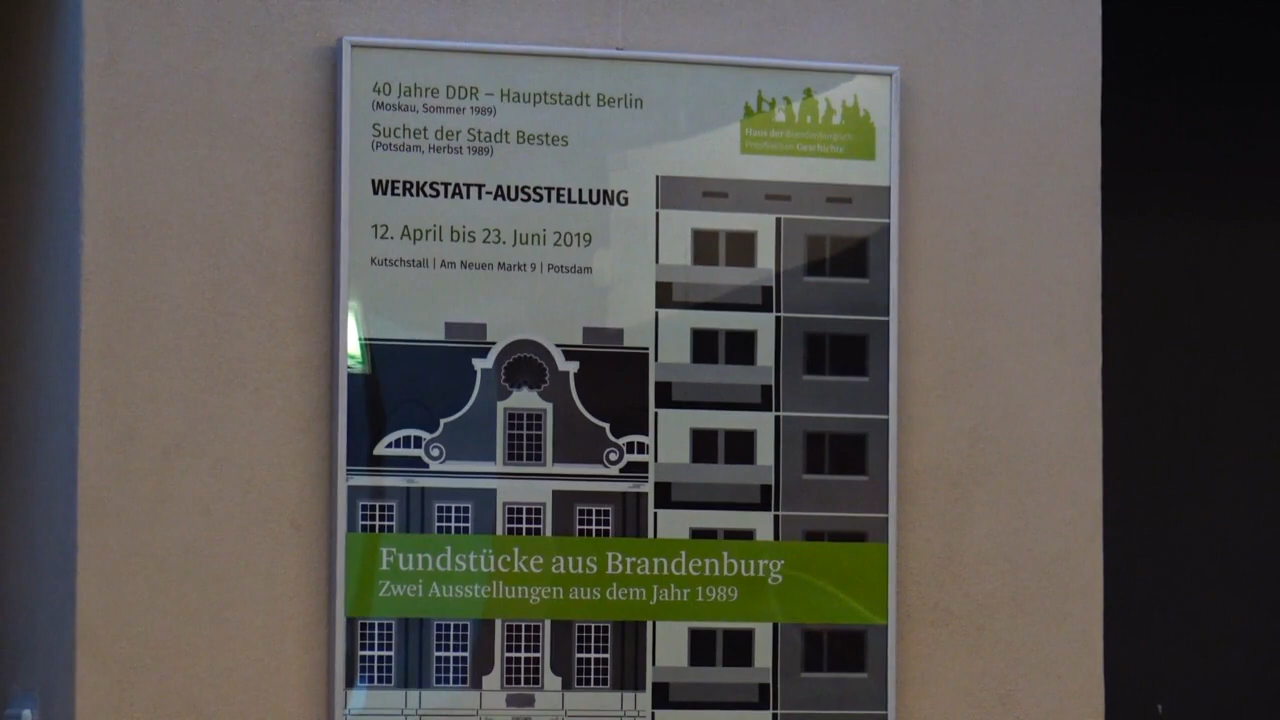 40 Jahre DDR – Hauptstadt Berlin
(Moskau, Sommer 1989)
Suchet der Stadt Bestes
(Potsdam, Herbst 1989)
WERKSTATT-AUSSTELLUNG
12. April bis 23. Juni 2019
Kutschstall | Am Neuen Markt 9 | Potsdam
Haus der Brandenburgisch-
Preußischen Geschichte
Fundstücke aus Brandenburg
Zwei Ausstellungen aus dem Jahr 1989